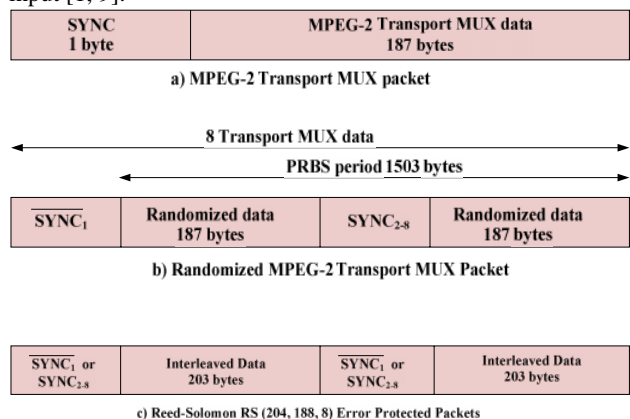 input [1, 9].
SYNC
1 byte
MPEG-2 Transport MUX data
187 bytes
a) MPEG-2 Transport MUX packet
8 Transport MUX data
PRBS period 1503 bytes
S̅Y̅N̅C̅₁
Randomized data
187 bytes
SYNC₂₋₈
Randomized data
187 bytes
b) Randomized MPEG-2 Transport MUX Packet
S̅Y̅N̅C̅₁ or
SYNC₂₋₈
Interleaved Data
203 bytes
S̅Y̅N̅C̅₁ or
SYNC₂₋₈
Interleaved Data
203 bytes
c) Reed-Solomon RS (204, 188, 8) Error Protected Packets